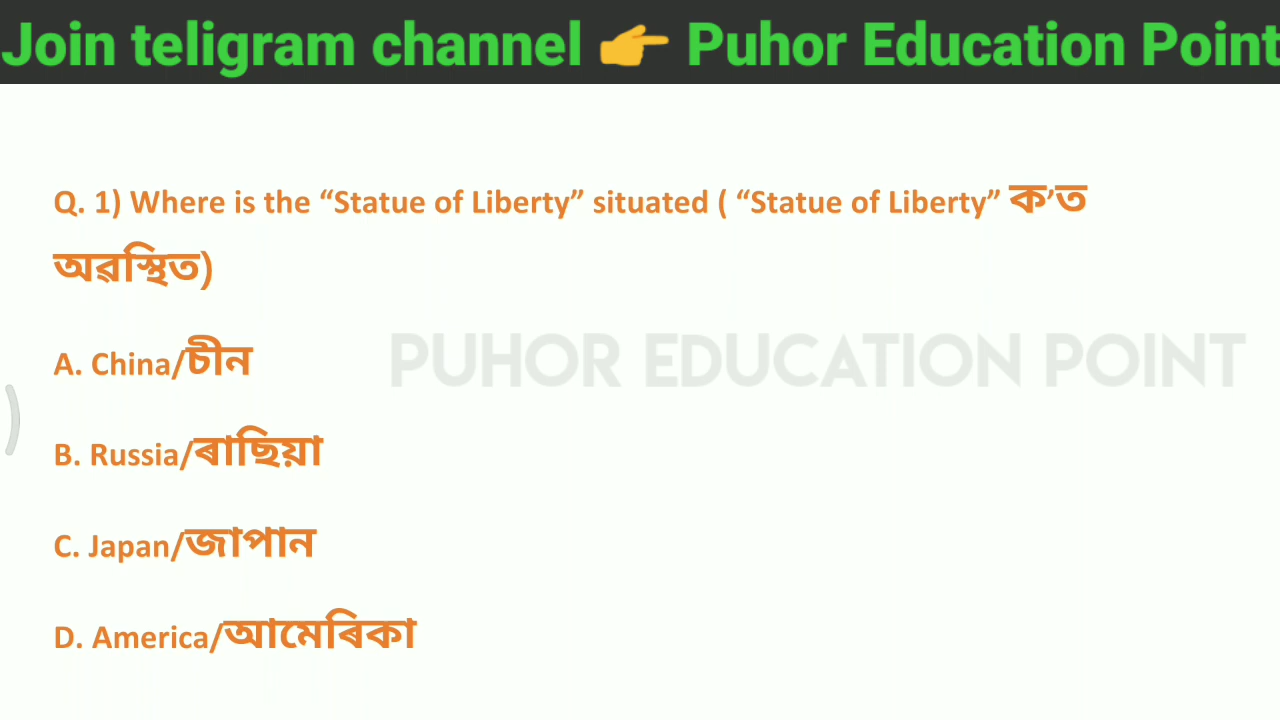 Join teligram channel 👉 Puhor Education Point
Q. 1) Where is the “Statue of Liberty” situated ( “Statue of Liberty” ক’ত
অৱস্থিত)
PUHOR EDUCATION POINT
A. China/চীন
B. Russia/ৰাছিয়া
C. Japan/জাপান
D. America/আমেৰিকা